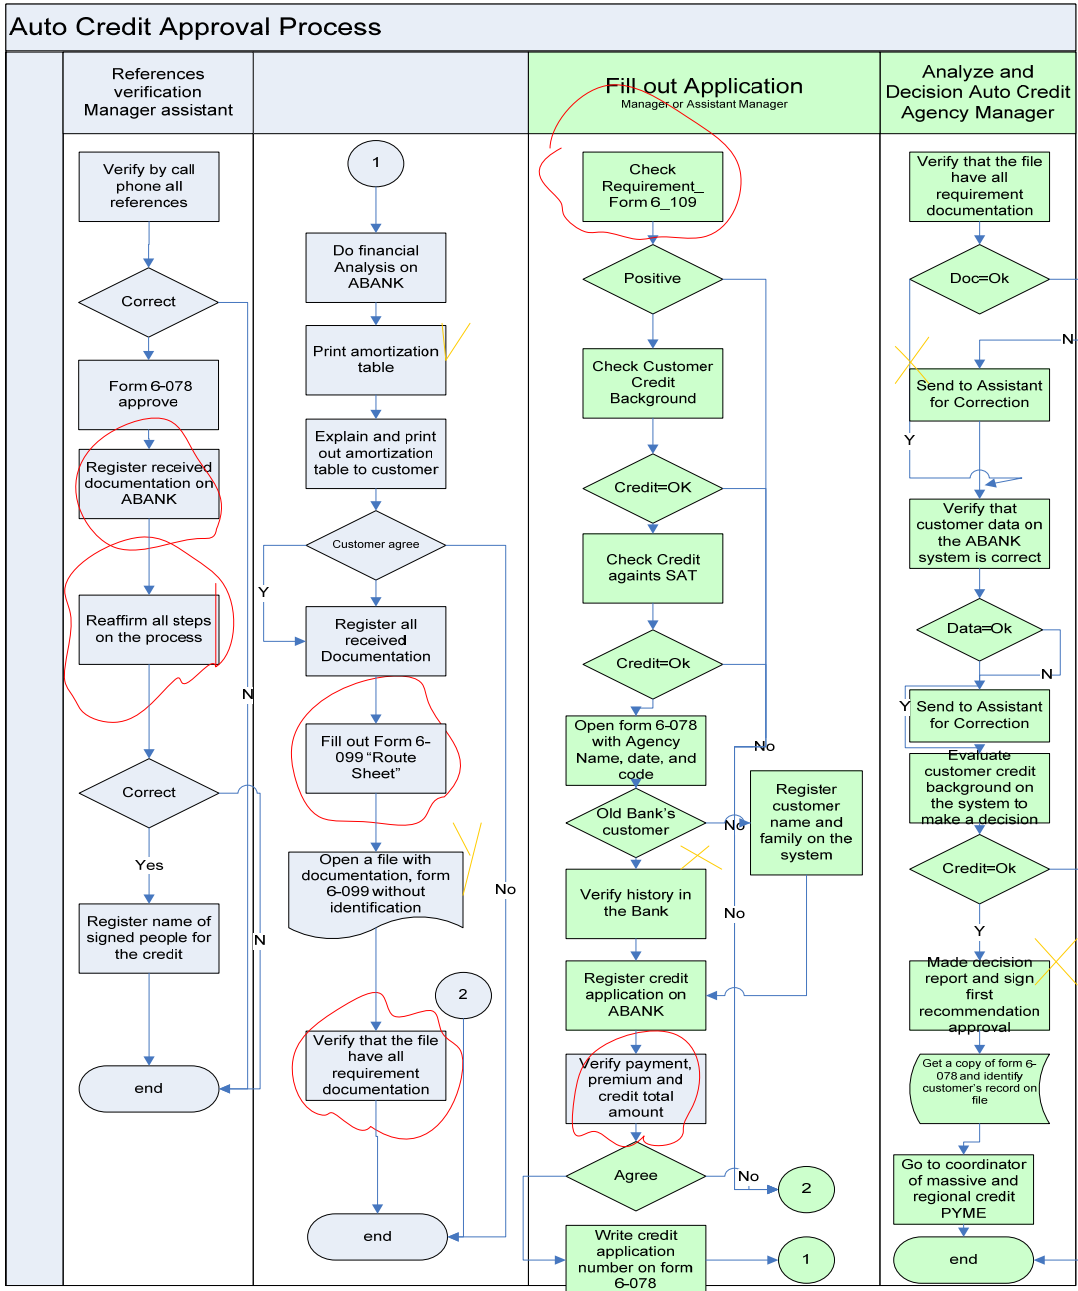 Auto Credit Approval Process
References
verification
Manager assistant
Verify by call
phone all
references
Correct
Form 6-078
approve
Register received
documentation on
ABANK
Reaffirm all steps
on the process
N
Correct
Yes
Register name of
signed people for
the credit
N
end
1
Do financial
Analysis on
ABANK
Print amortization
table
Explain and print
out amortization
table to customer
Customer agree
Y
Register all
received
Documentation
Fill out Form 6-
099 “Route
Sheet”
Open a file with
documentation, form
6-099 without
identification
No
2
Verify that the file
have all
requirement
documentation
end
Fill out Application
Manager or Assistant Manager
Check
Requirement_
Form 6_109
Positive
Check Customer
Credit
Background
Credit=OK
Check Credit
againts SAT
Credit=Ok
Open form 6-078
with Agency
Name, date, and
code
No
Old Bank’s
customer
No
Register
customer
name and
family on the
system
Verify history in
the Bank
No
Register credit
application on
ABANK
Verify payment,
premium and
credit total
amount
Agree
No
2
Write credit
application
number on form
6-078
1
Analyze and
Decision Auto Credit
Agency Manager
Verify that the file
have all
requirement
documentation
Doc=Ok
N
Send to Assistant
for Correction
Y
Verify that
customer data on
the ABANK
system is correct
Data=Ok
N
Y
Send to Assistant
for Correction
Evaluate
customer credit
background on
the system to
make a decision
Credit=Ok
Y
Made decision
report and sign
first
recommendation
approval
Get a copy of form 6-
078 and identify
customer’s record on
file
Go to coordinator
of massive and
regional credit
PYME
end